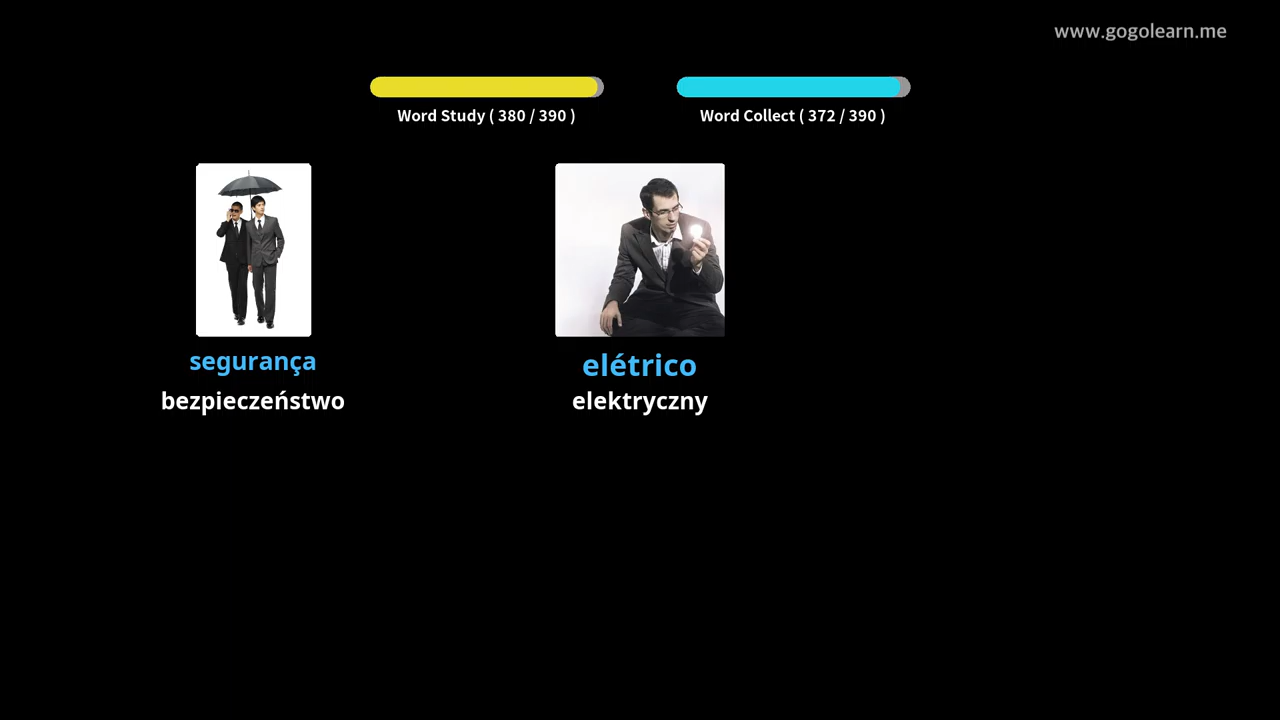 www.gogolearn.me
Word Study ( 380 / 390 )
Word Collect ( 372 / 390 )
segurança
bezpieczeństwo
elétrico
elektryczny